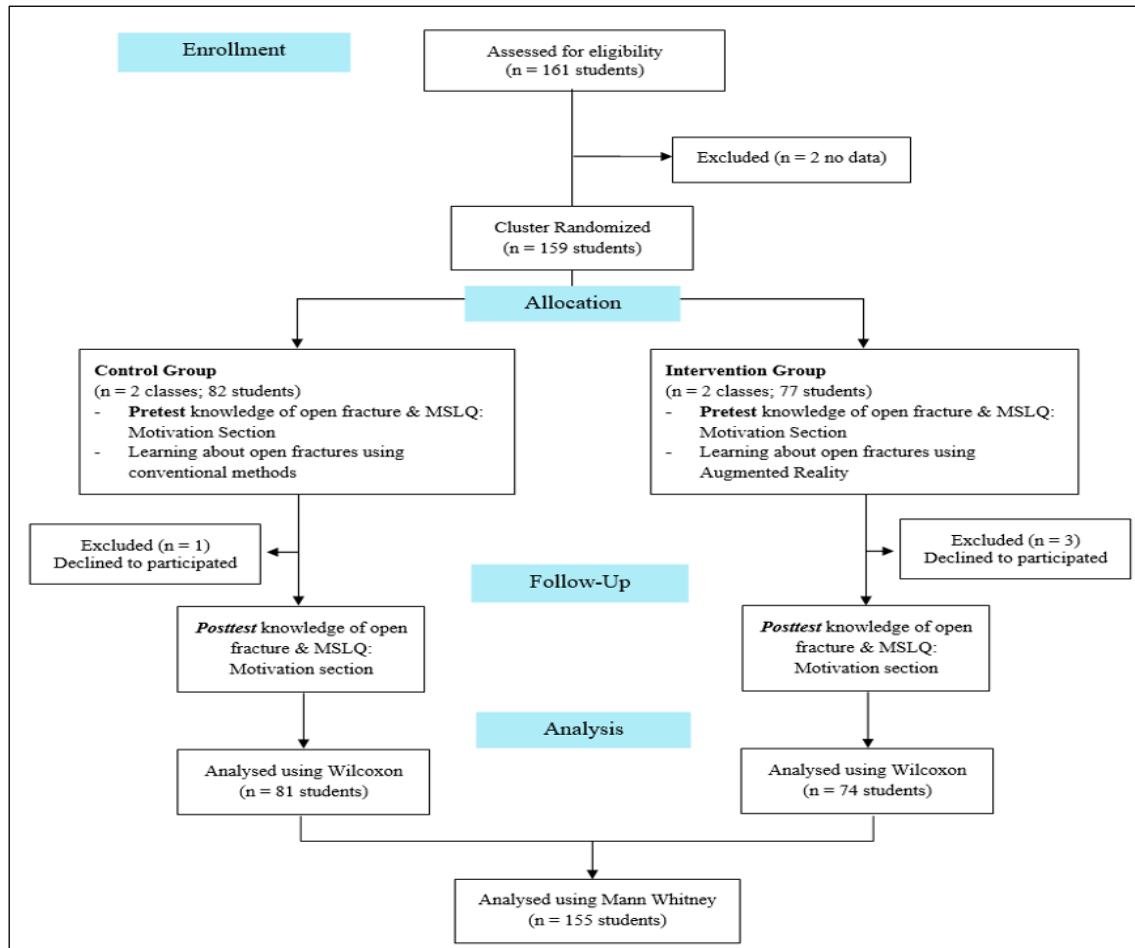 Enrollment
Assessed for eligibility
(n = 161 students)
Excluded (n = 2 no data)
Cluster Randomized
(n = 159 students)
Allocation
Control Group
(n = 2 classes; 82 students)
- Pretest knowledge of open fracture & MSLQ:
Motivation Section
- Learning about open fractures using
conventional methods
Intervention Group
(n = 2 classes; 77 students)
- Pretest knowledge of open fracture & MSLQ:
Motivation Section
- Learning about open fractures using
Augmented Reality
Excluded (n = 1)
Declined to participated
Excluded (n = 3)
Declined to participated
Follow-Up
Posttest knowledge of open
fracture & MSLQ:
Motivation section
Posttest knowledge of open
fracture & MSLQ:
Motivation section
Analysis
Analysed using Wilcoxon
(n = 81 students)
Analysed using Wilcoxon
(n = 74 students)
Analysed using Mann Whitney
(n = 155 students)